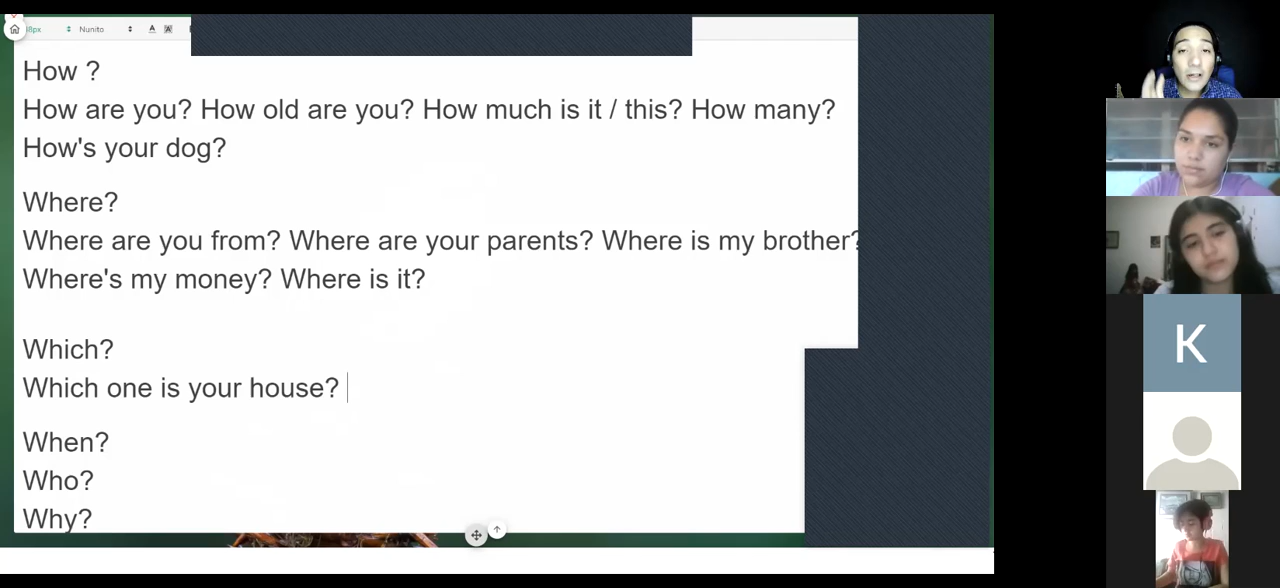 8px Nunito A A
How ?
How are you? How old are you? How much is it / this? How many?
How's your dog?
Where?
Where are you from? Where are your parents? Where is my brother?
Where's my money? Where is it?
Which?
Which one is your house?
When?
Who?
Why?
K